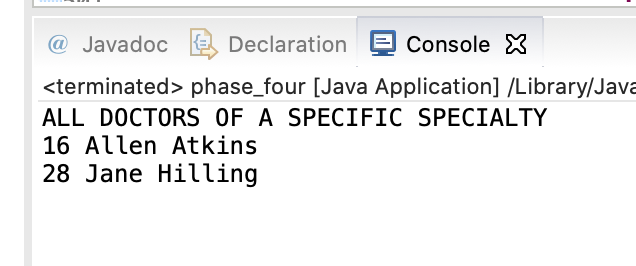 @ Javadoc Declaration Console
<terminated> phase_four [Java Application] /Library/Java
ALL DOCTORS OF A SPECIFIC SPECIALTY
16 Allen Atkins
28 Jane Hilling